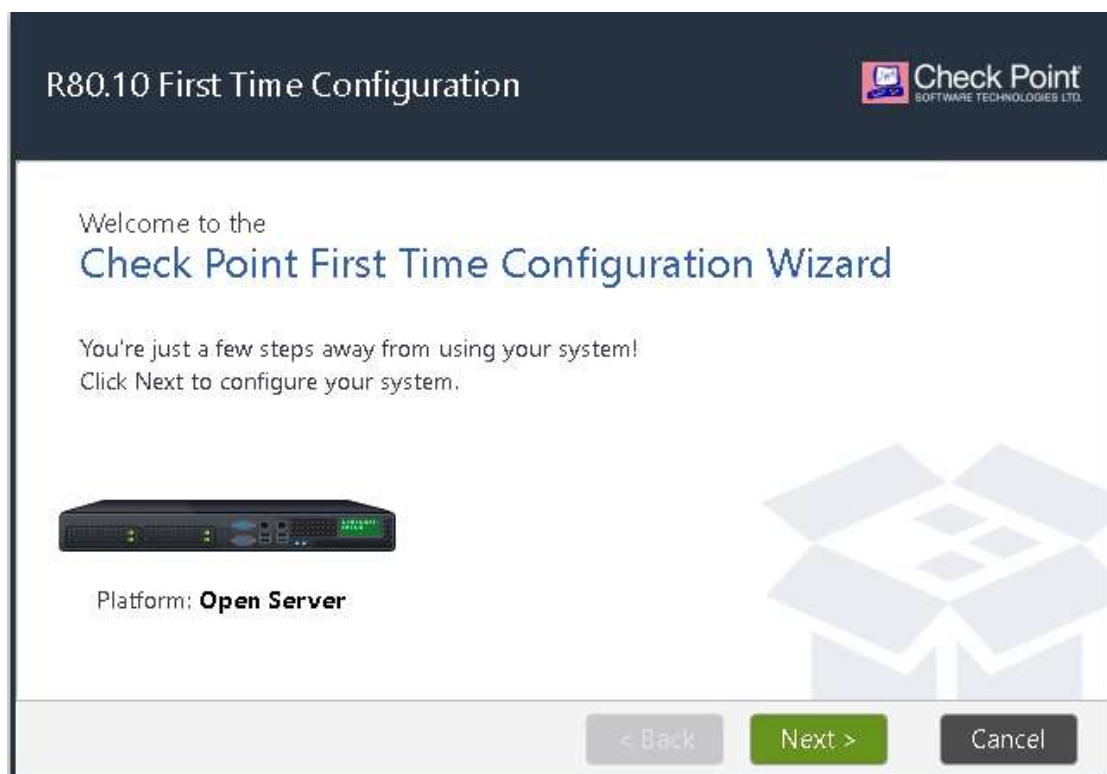 R80.10 First Time Configuration
Check Point
SOFTWARE TECHNOLOGIES LTD.
Welcome to the
Check Point First Time Configuration Wizard
You're just a few steps away from using your system!
Click Next to configure your system.
Platform: Open Server
< Back
Next >
Cancel